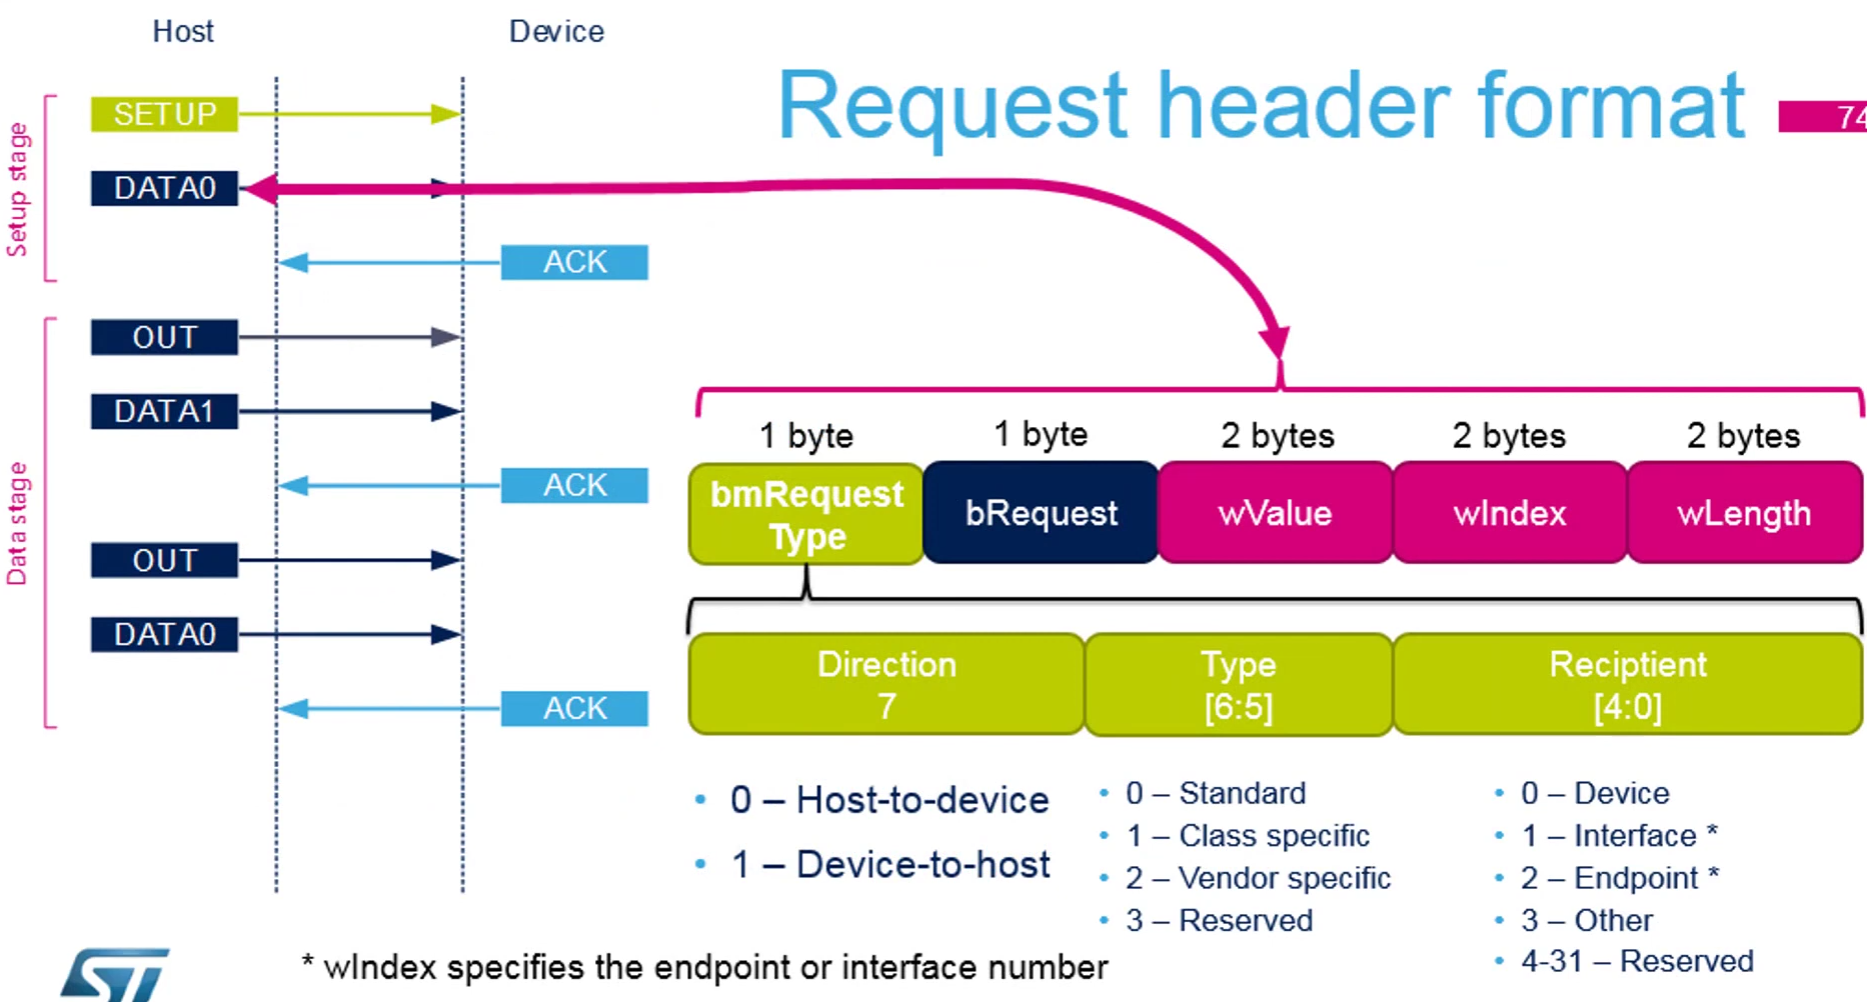 Host
Device
Request header format
74
Setup stage
SETUP
DATA0
ACK
Data stage
OUT
DATA1
ACK
OUT
DATA0
ACK
1 byte
1 byte
2 bytes
2 bytes
2 bytes
bmRequest
Type
bRequest
wValue
wIndex
wLength
Direction
7
Type
[6:5]
Reciptient
[4:0]
• 0 – Host-to-device
• 1 – Device-to-host
• 0 – Standard
• 1 – Class specific
• 2 – Vendor specific
• 3 – Reserved
• 0 – Device
• 1 – Interface *
• 2 – Endpoint *
• 3 – Other
• 4-31 – Reserved
* wIndex specifies the endpoint or interface number
ST